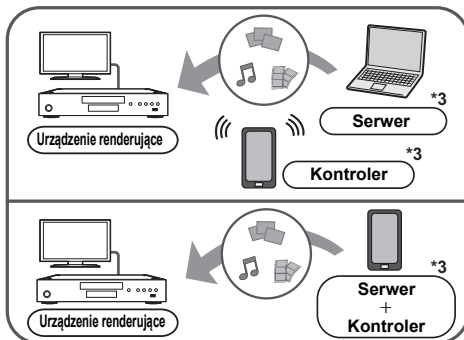 *3
Serwer
Urządzenie renderujące
*3
Kontroler
*3
Serwer
+
Kontroler
Urządzenie renderujące